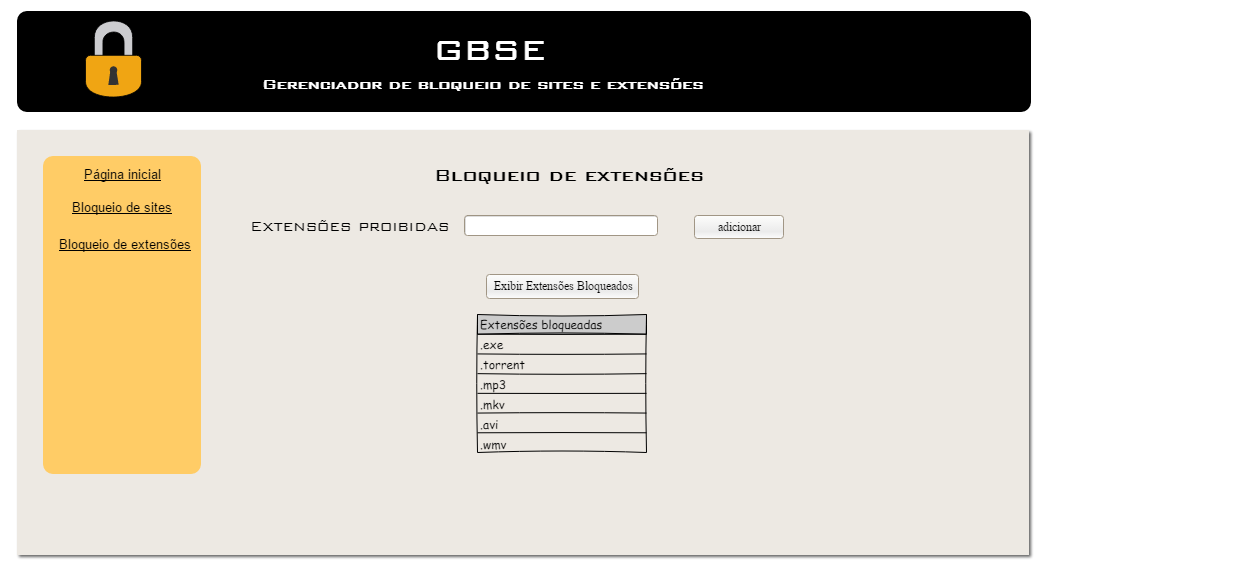 GBSE
Gerenciador de bloqueio de sites e extensões
Página inicial
Bloqueio de sites
Bloqueio de extensões
Bloqueio de extensões
Extensões proibidas
adicionar
Exibir Extensões Bloqueados
Extensões bloqueadas
.exe
.torrent
.mp3
.mkv
.avi
.wmv